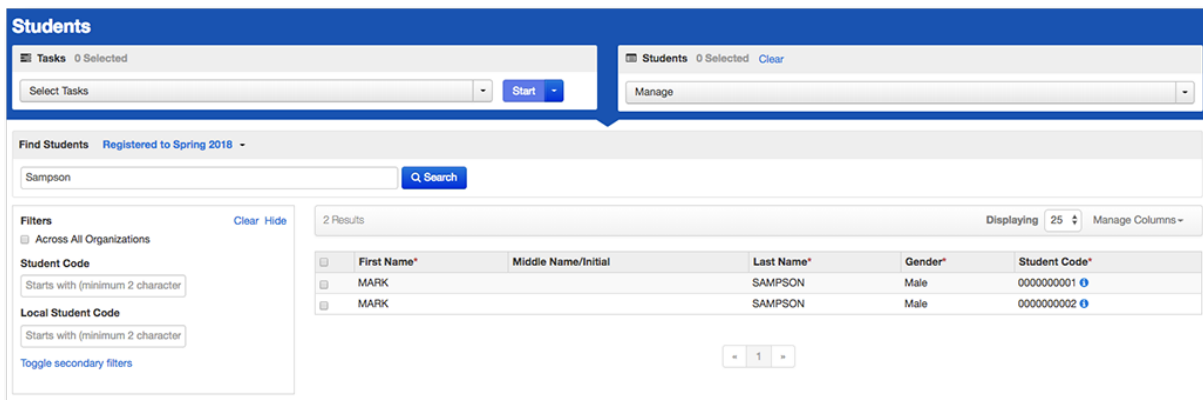 Students
Tasks 0 Selected
Students 0 Selected Clear
Select Tasks
Start
Manage
Find Students Registered to Spring 2018
Sampson
Search
Filters Clear Hide
Across All Organizations
Student Code
Starts with (minimum 2 character
Local Student Code
Starts with (minimum 2 character
Toggle secondary filters
2 Results Displaying 25 Manage Columns
First Name* Middle Name/Initial Last Name* Gender* Student Code*
MARK SAMPSON Male 0000000001
MARK SAMPSON Male 0000000002
« 1 »